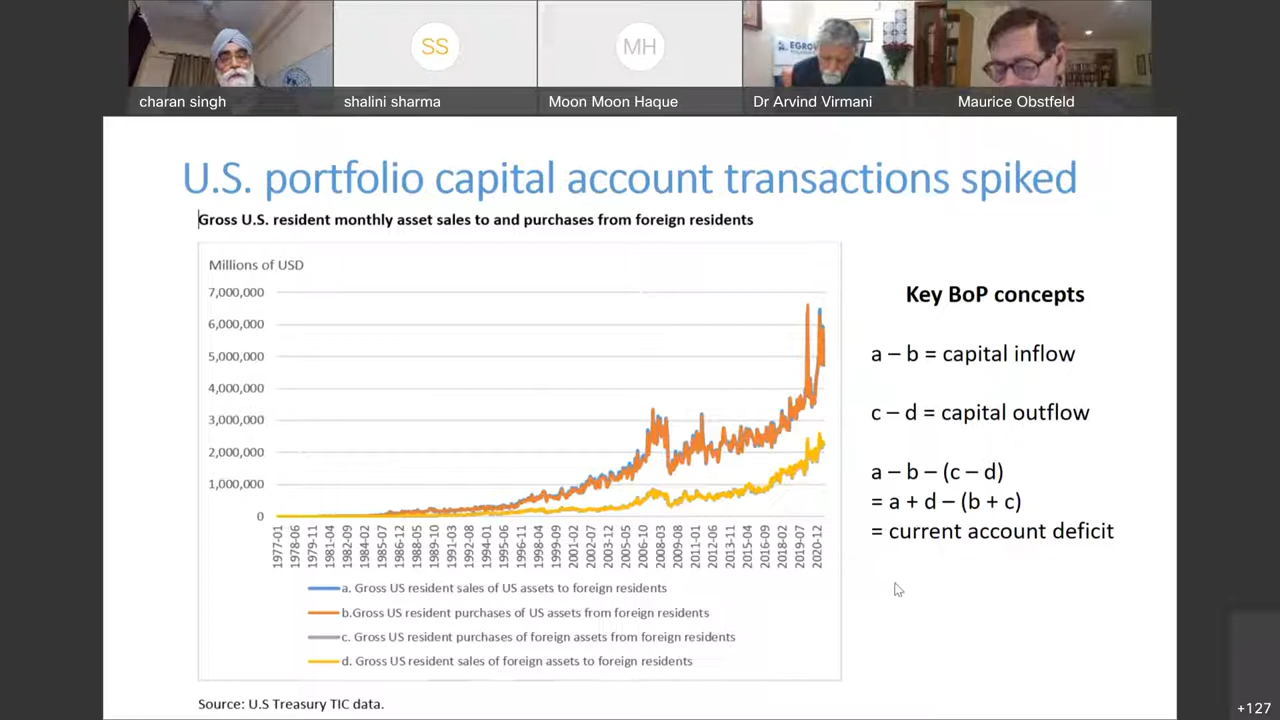 SS
MH
EGROW
charan singh
shalini sharma
Moon Moon Haque
Dr Arvind Virmani
Maurice Obstfeld
U.S. portfolio capital account transactions spiked
Gross U.S. resident monthly asset sales to and purchases from foreign residents
Millions of USD
7,000,000
6,000,000
5,000,000
4,000,000
3,000,000
2,000,000
1,000,000
0
1977-01
1978-06
1979-11
1981-04
1982-09
1984-02
1985-07
1986-12
1988-05
1989-10
1991-03
1992-08
1994-01
1995-06
1996-11
1998-04
1999-09
2001-02
2002-07
2003-12
2005-05
2006-10
2008-03
2009-08
2011-01
2012-06
2013-11
2015-04
2016-09
2018-02
2019-07
2020-12
a. Gross US resident sales of US assets to foreign residents
b.Gross US resident purchases of US assets from foreign residents
c. Gross US resident purchases of foreign assets from foreign residents
d. Gross US resident sales of foreign assets to foreign residents
Source: U.S Treasury TIC data.
Key BoP concepts
a – b = capital inflow
c – d = capital outflow
a – b – (c – d)
= a + d – (b + c)
= current account deficit
+127